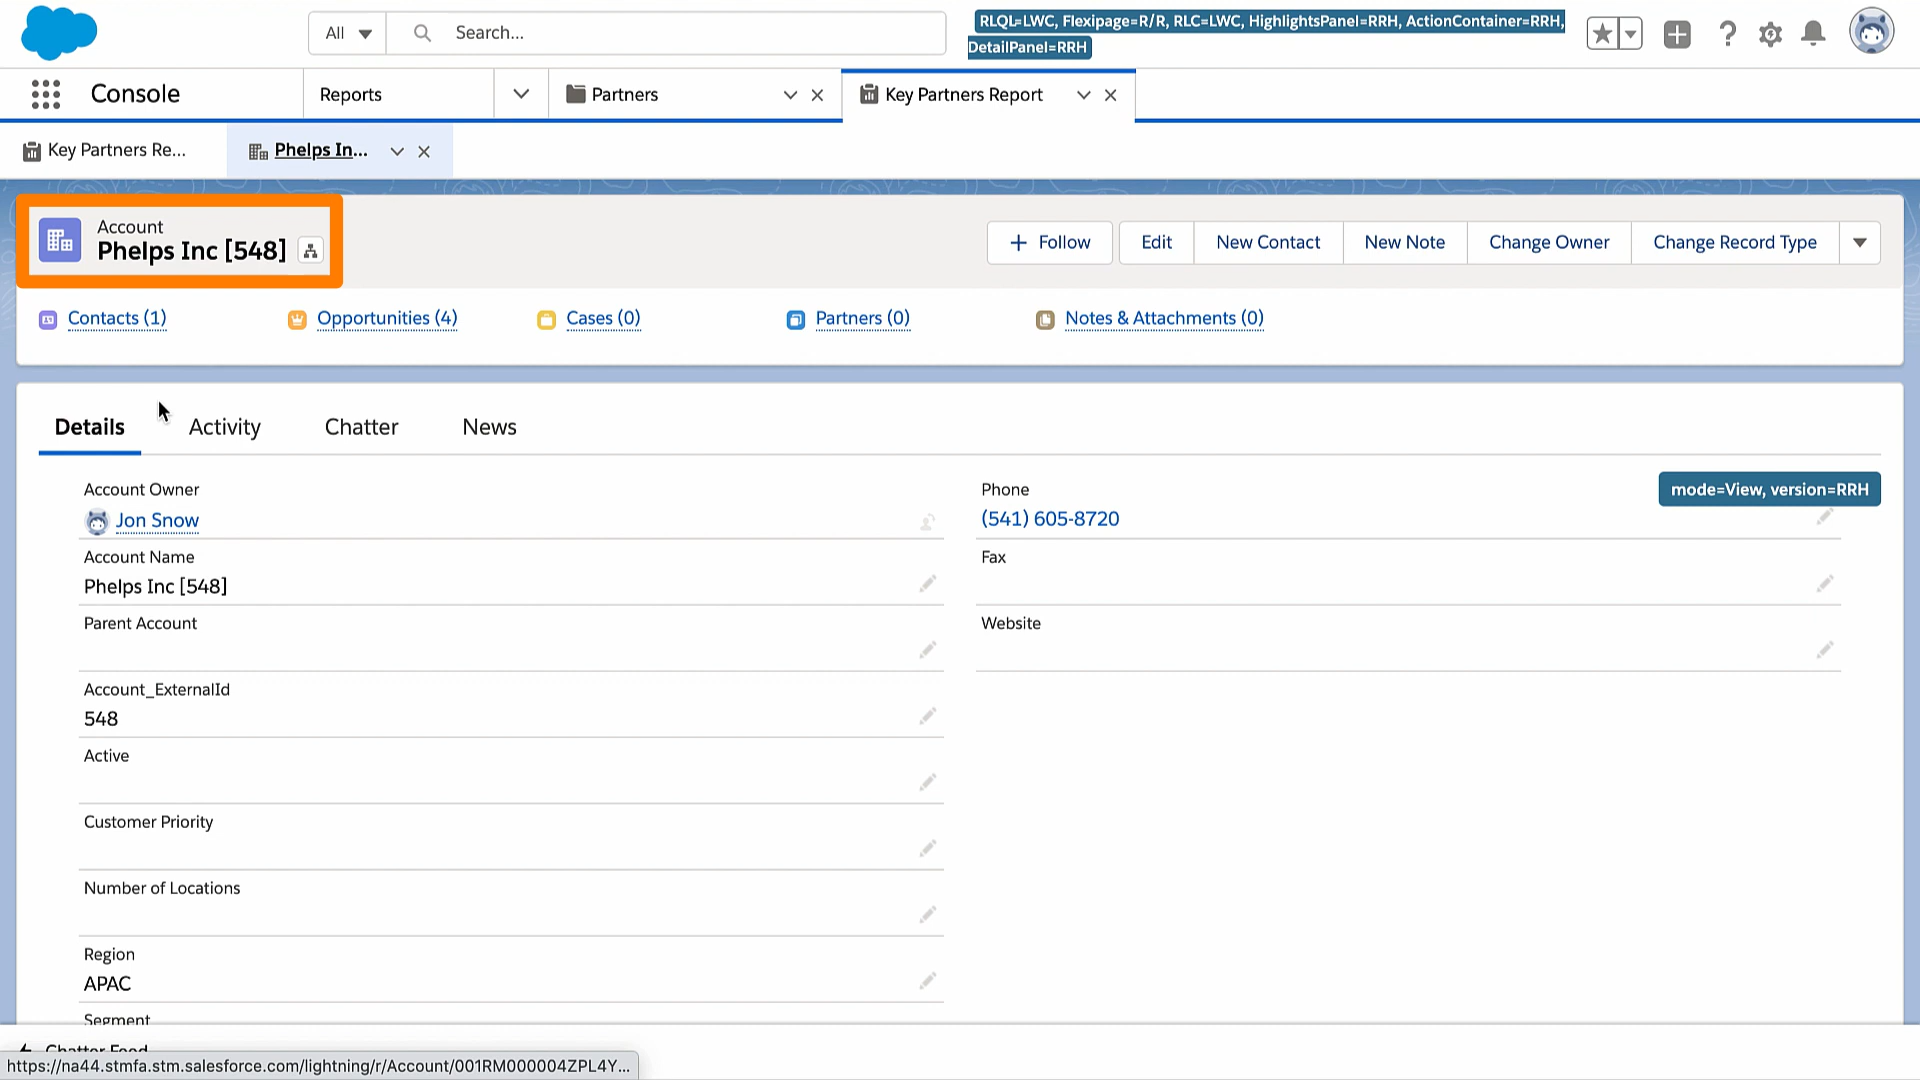 All
Search...
RLQL=LWC, Flexipage=R/R, RLC=LWC, HighlightsPanel=RRH, ActionContainer=RRH,
DetailPanel=RRH
Console
Reports
Partners
Key Partners Report
Key Partners Re...
Phelps In...
Account
Phelps Inc [548]
Follow
Edit
New Contact
New Note
Change Owner
Change Record Type
Contacts (1)
Opportunities (4)
Cases (0)
Partners (0)
Notes & Attachments (0)
Details
Activity
Chatter
News
Account Owner
Jon Snow
Phone
(541) 605-8720
mode=View, version=RRH
Account Name
Phelps Inc [548]
Fax
Parent Account
Website
Account_ExternalId
548
Active
Customer Priority
Number of Locations
Region
APAC
Segment
Chatter Feed
https://na44.stmfa.stm.salesforce.com/lightning/r/Account/001RM000004ZPL4Y...